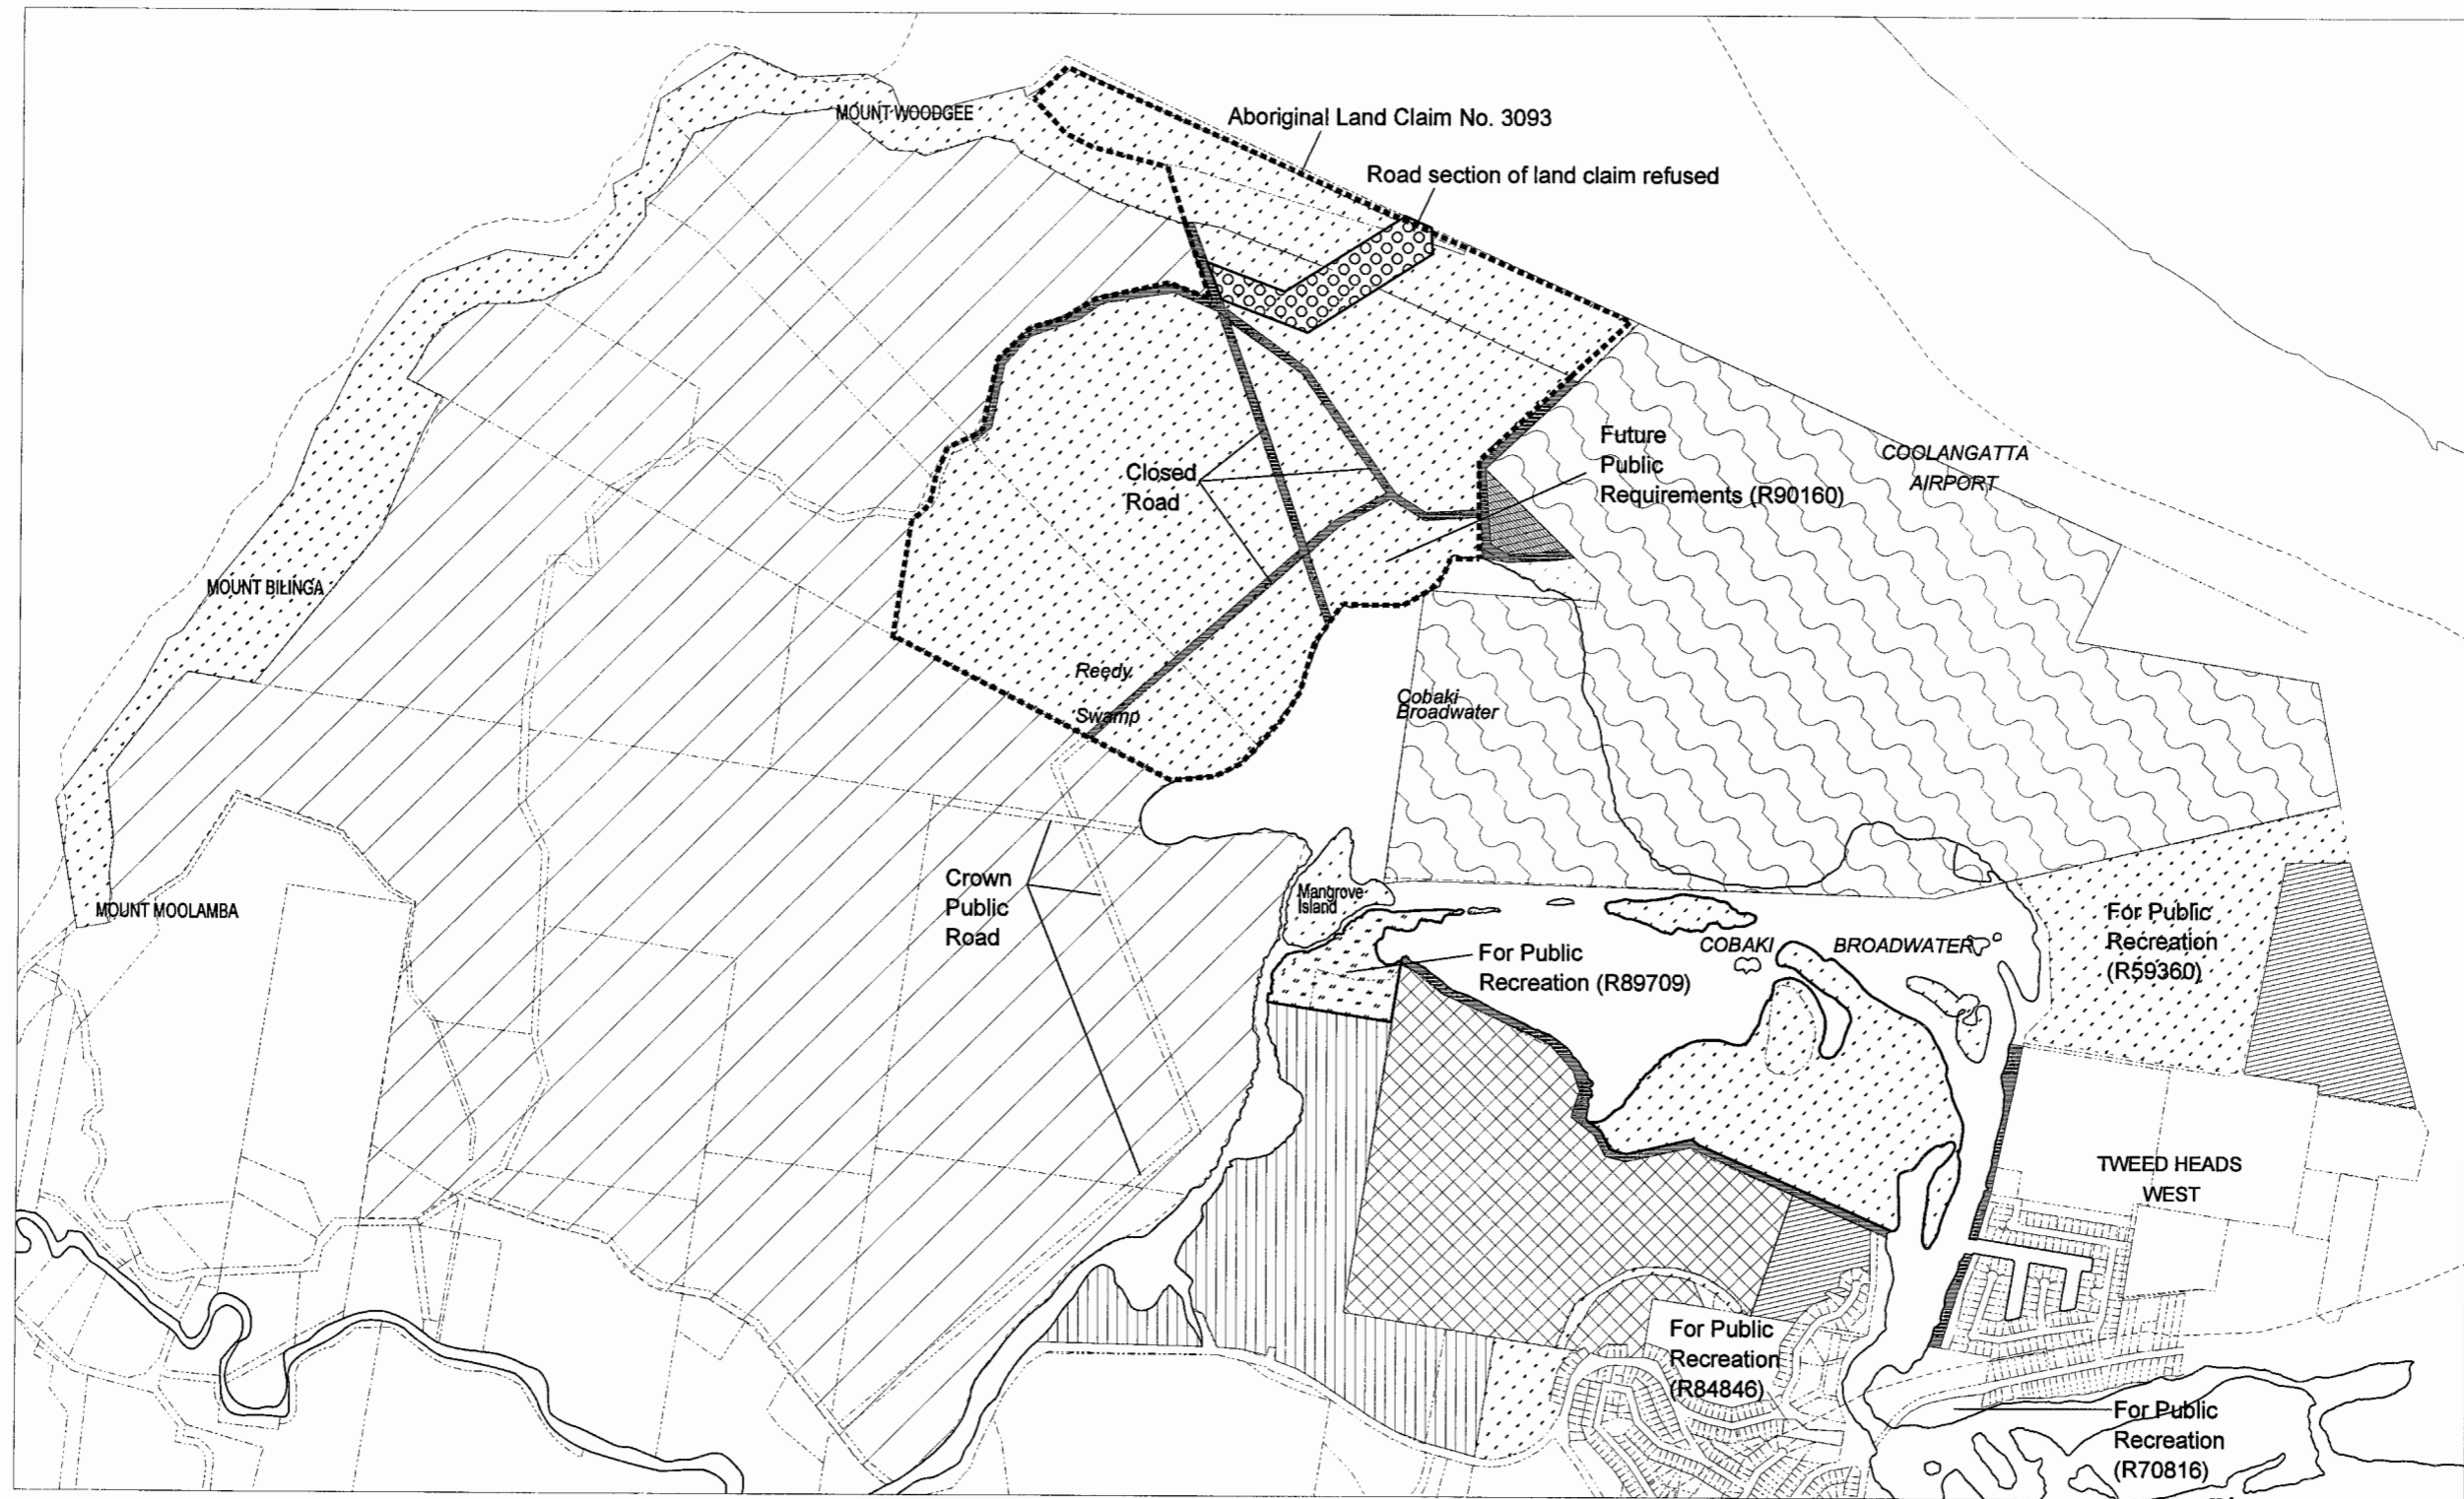 MOUNT WOODGEE
Aboriginal Land Claim No. 3093
Road section of land claim refused
Future
Public
Requirements (R90160)
COOLANGATTA
AIRPORT
Closed
Road
MOUNT BILINGA
Reedy
Swamp
Cobaki
Broadwater
Crown
Public
Road
MOUNT MOOLAMBA
Mangrove
Island
For Public
Recreation (R89709)
COBAKI BROADWATER
For Public
Recreation
(R59360)
TWEED HEADS
WEST
For Public
Recreation
(R84846)
For Public
Recreation
(R70816)